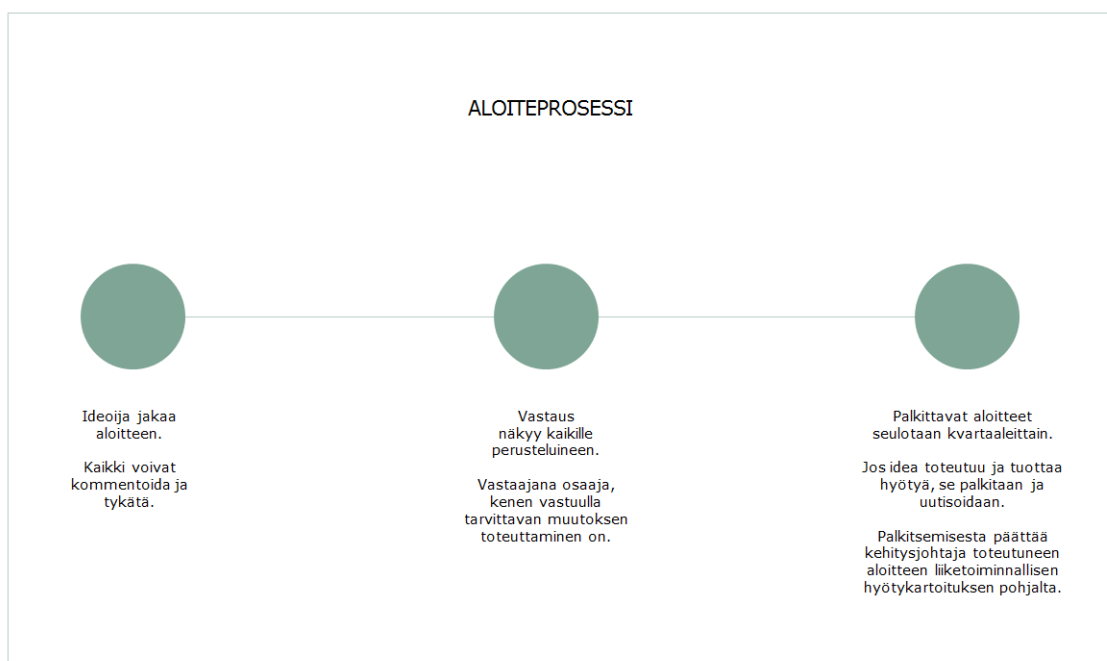 ALOITEPROSESSI
Ideoija jakaa
aloitteen.
Kaikki voivat
kommentoida ja
tykätä.
Vastaus
näkyy kaikille
perusteluineen.
Vastaajana osaaja,
kenen vastuulla
tarvittavan muutoksen
toteuttaminen on.
Palkittavat aloitteet
seulotaan kvartaaleittain.
Jos idea toteutuu ja tuottaa
hyötyä, se palkitaan ja
uutisoidaan.
Palkitsemisesta päättää
kehitysjohtaja toteutuneen
aloitteen liiketoiminnallisen
hyötykartoituksen pohjalta.